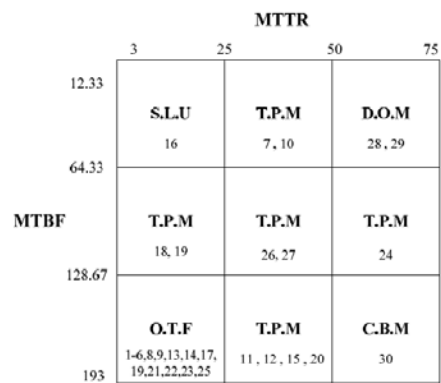 MTTR
3 25 50 75
12.33
S.L.U T.P.M D.O.M
16 7 , 10 28 , 29
64.33
MTBF T.P.M T.P.M T.P.M
18, 19 26, 27 24
128.67
O.T.F T.P.M C.B.M
1-6,8,9,13,14,17, 11 , 12 , 15 , 20 30
19,21,22,23,25
193